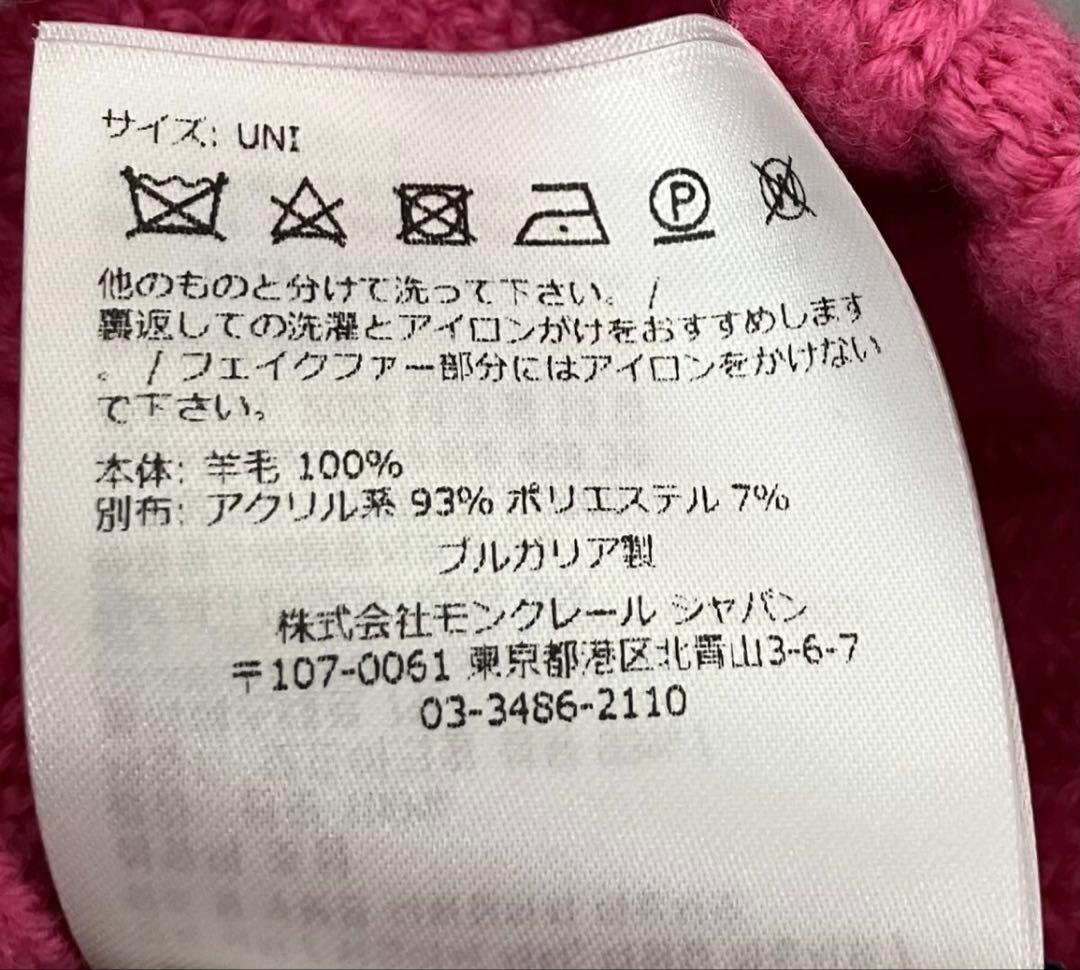 サイズ: UNI
P
W
他のものと分けて洗って下さい。 /
裏返しての洗濯とアイロンがけをおすすめします
。 / フェイクファー部分にはアイロンをかけない
で下さい。
本体: 羊毛 100%
別布: アクリル系 93% ポリエステル 7%
ブルガリア製
株式会社モンクレール ジャパン
〒107-0061 東京都港区北青山3-6-7
03-3486-2110